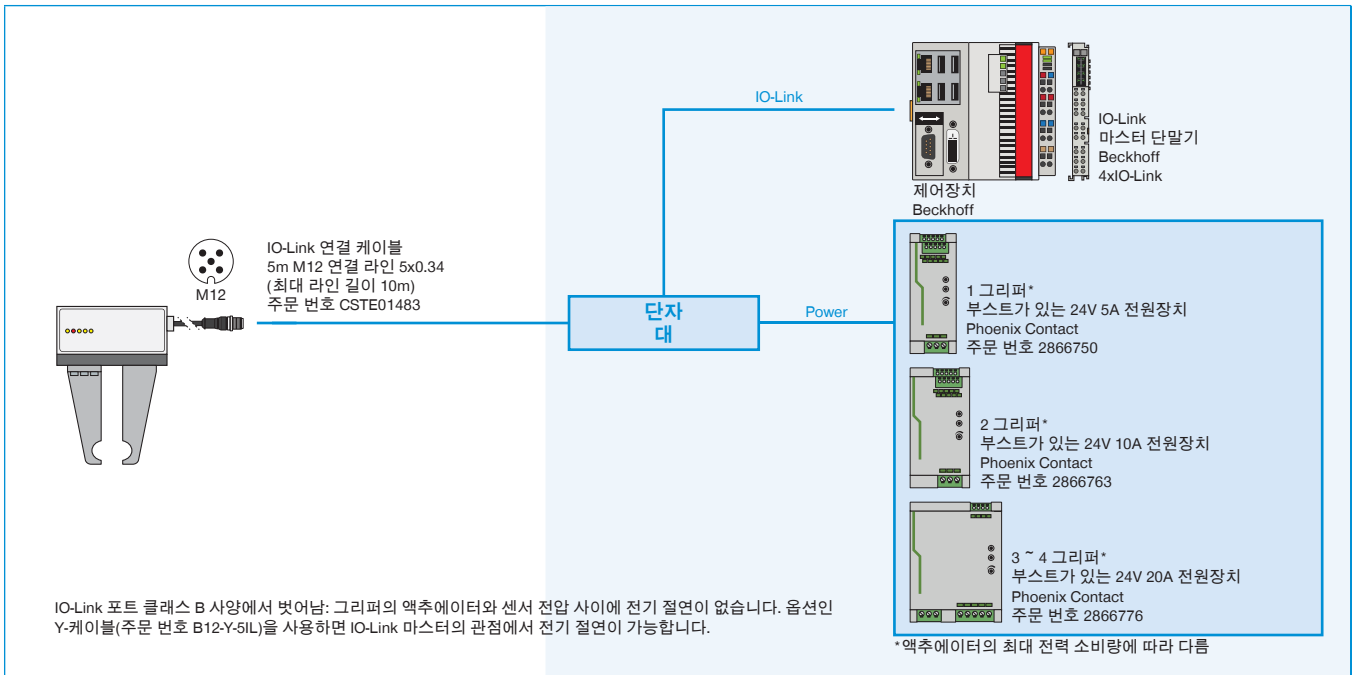 IO-Link
IO-Link
마스터 단말기
Beckhoff
4xIO-Link
제어장치
Beckhoff
M12
IO-Link 연결 케이블
5m M12 연결 라인 5x0.34
(최대 라인 길이 10m)
주문 번호 CSTE01483
단자
대
Power
1 그리퍼*
부스트가 있는 24V 5A 전원장치
Phoenix Contact
주문 번호 2866750
2 그리퍼*
부스트가 있는 24V 10A 전원장치
Phoenix Contact
주문 번호 2866763
3 ~ 4 그리퍼*
부스트가 있는 24V 20A 전원장치
Phoenix Contact
주문 번호 2866776
*액추에이터의 최대 전력 소비량에 따라 다름
IO-Link 포트 클래스 B 사양에서 벗어남: 그리퍼의 액추에이터와 센서 전압 사이에 전기 절연이 없습니다. 옵션인
Y-케이블(주문 번호 B12-Y-5IL)을 사용하면 IO-Link 마스터의 관점에서 전기 절연이 가능합니다.